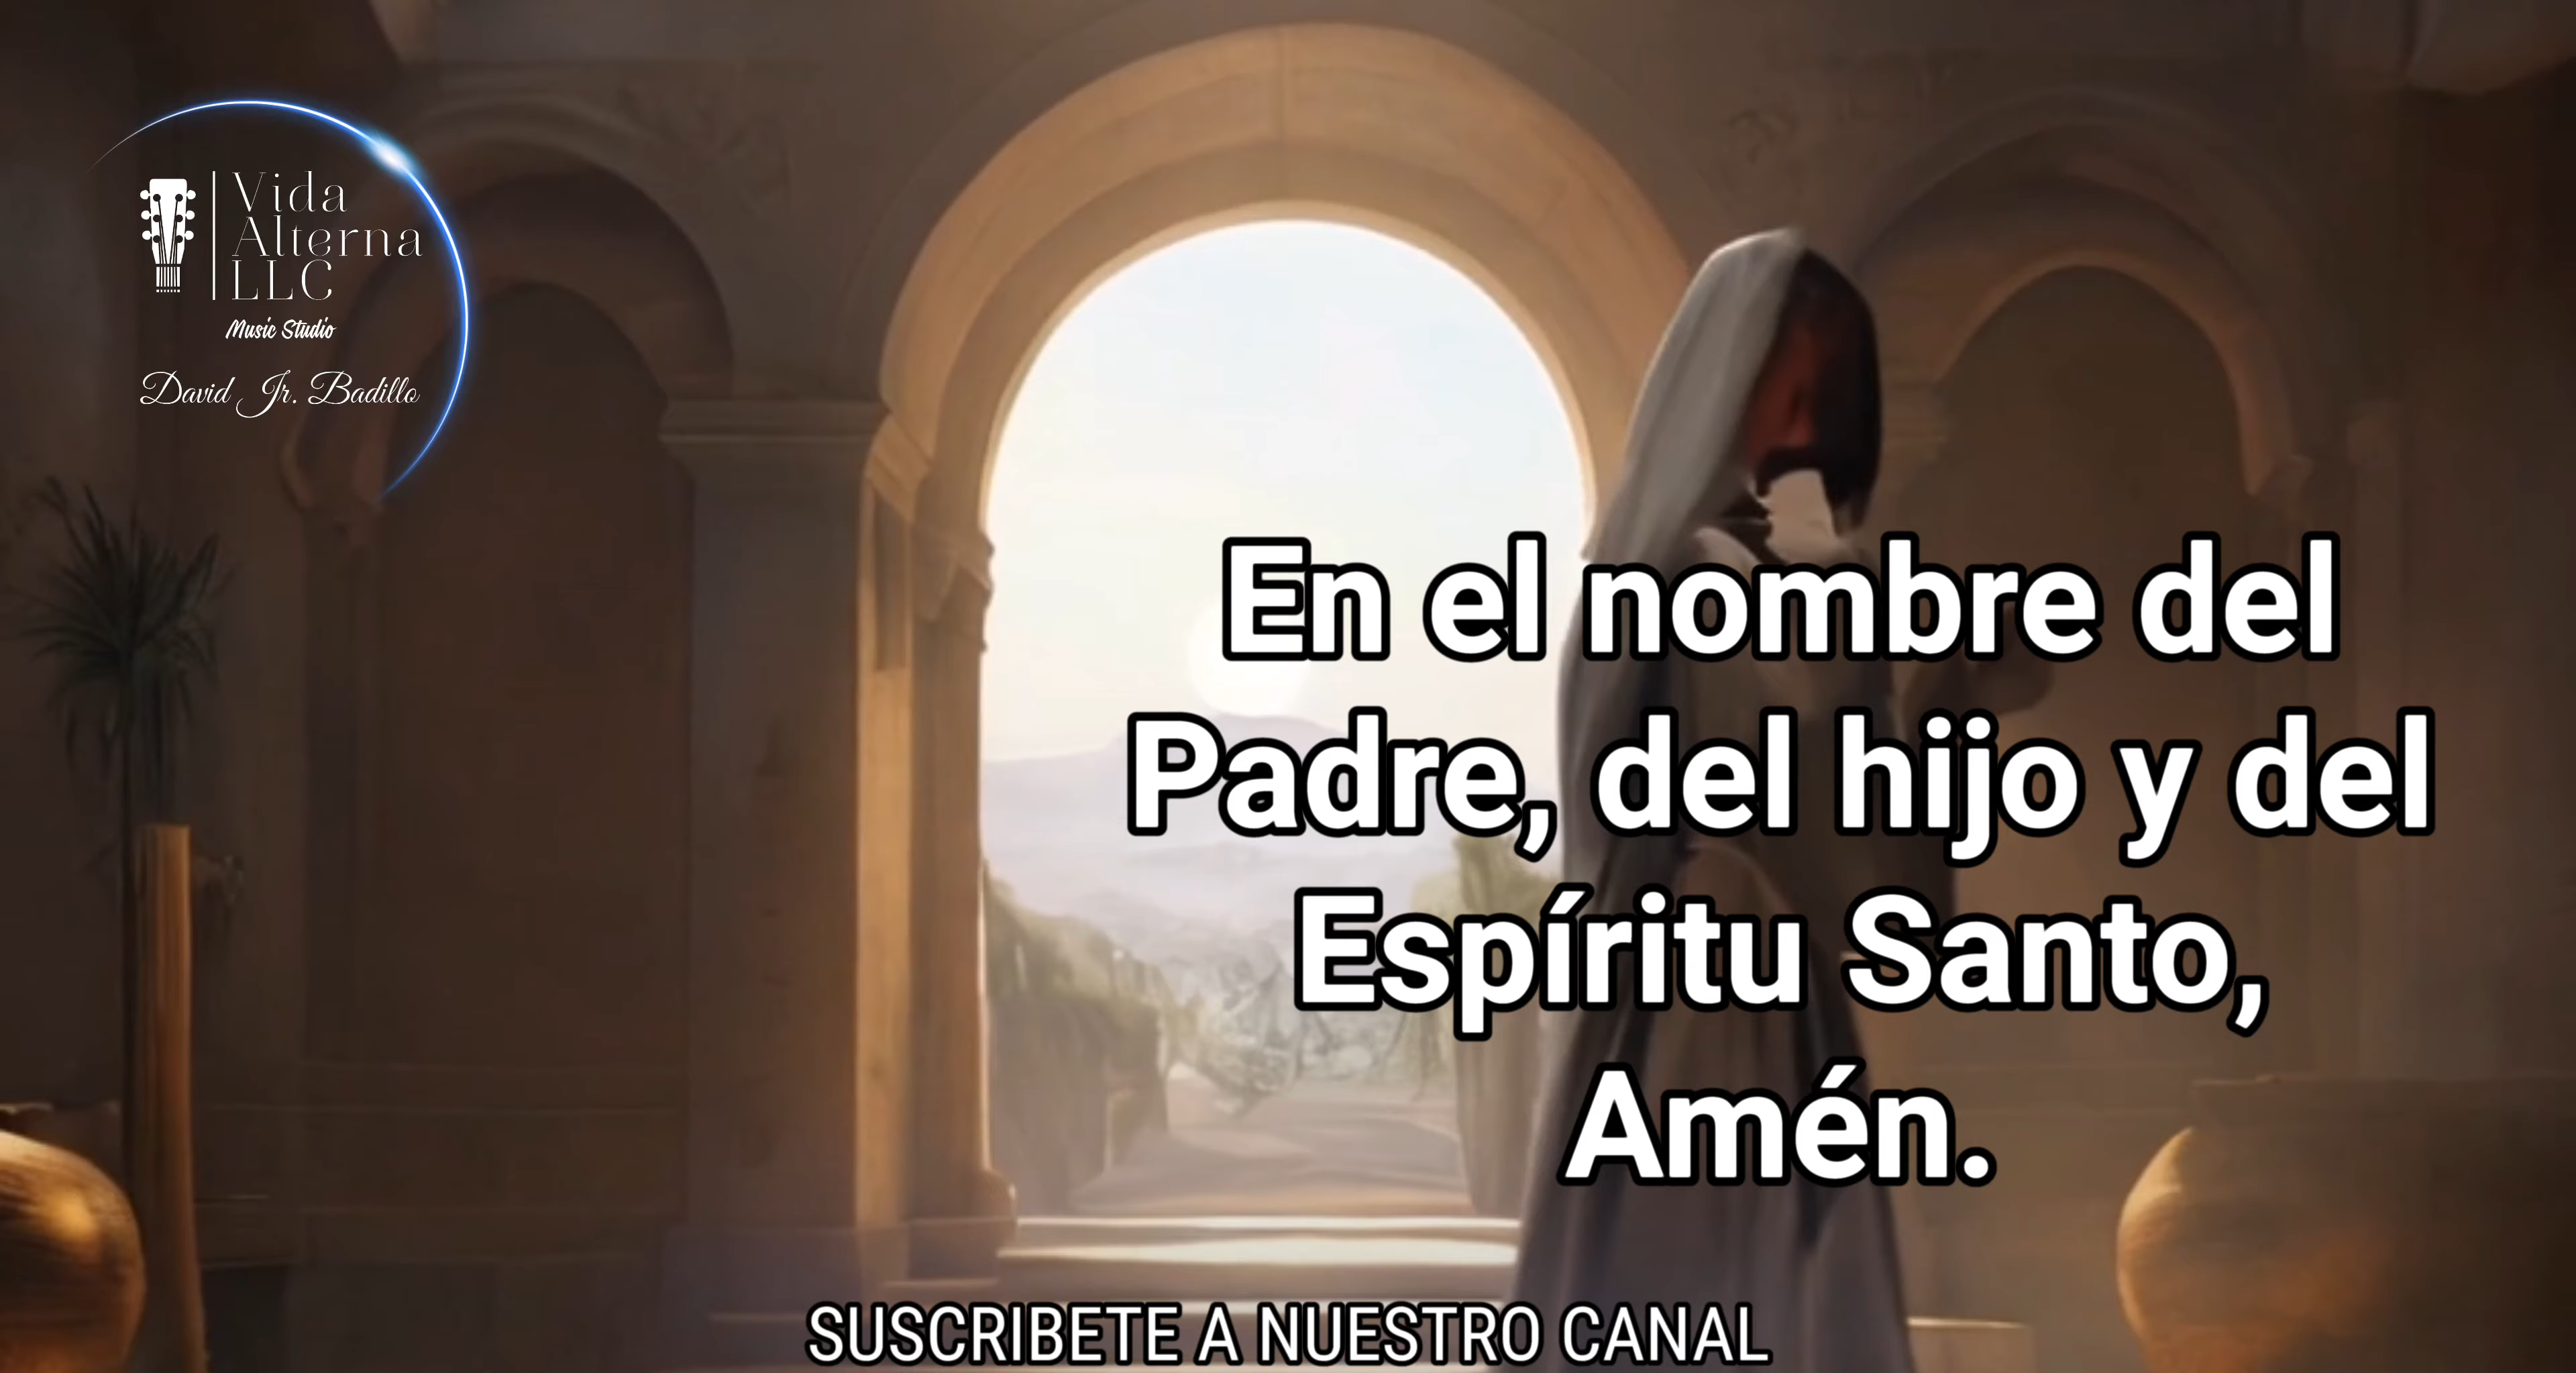 Vida
Alterna
LLC
Music Studio
David Jr. Badillo
En el nombre del
Padre, del hijo y del
Espíritu Santo,
Amén.
SUSCRIBETE A NUESTRO CANAL